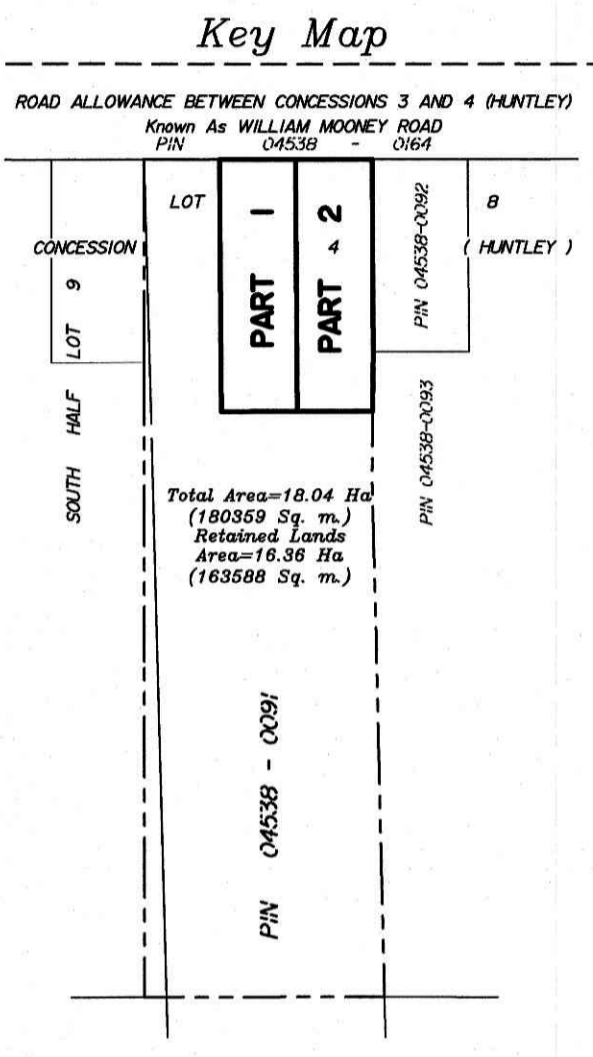 Key Map
ROAD ALLOWANCE BETWEEN CONCESSIONS 3 AND 4 (HUNTLEY)
Known As WILLIAM MOONEY ROAD
PIN 04538 - 0164
LOT 8
CONCESSION 4 ( HUNTLEY )
PART 1
PART 2
PIN 04538-0092
SOUTH HALF LOT 9
PIN 04538-0093
Total Area=18.04 Ha
(180359 Sq. m.)
Retained Lands
Area=16.36 Ha
(163588 Sq. m.)
PIN 04538 - 0091